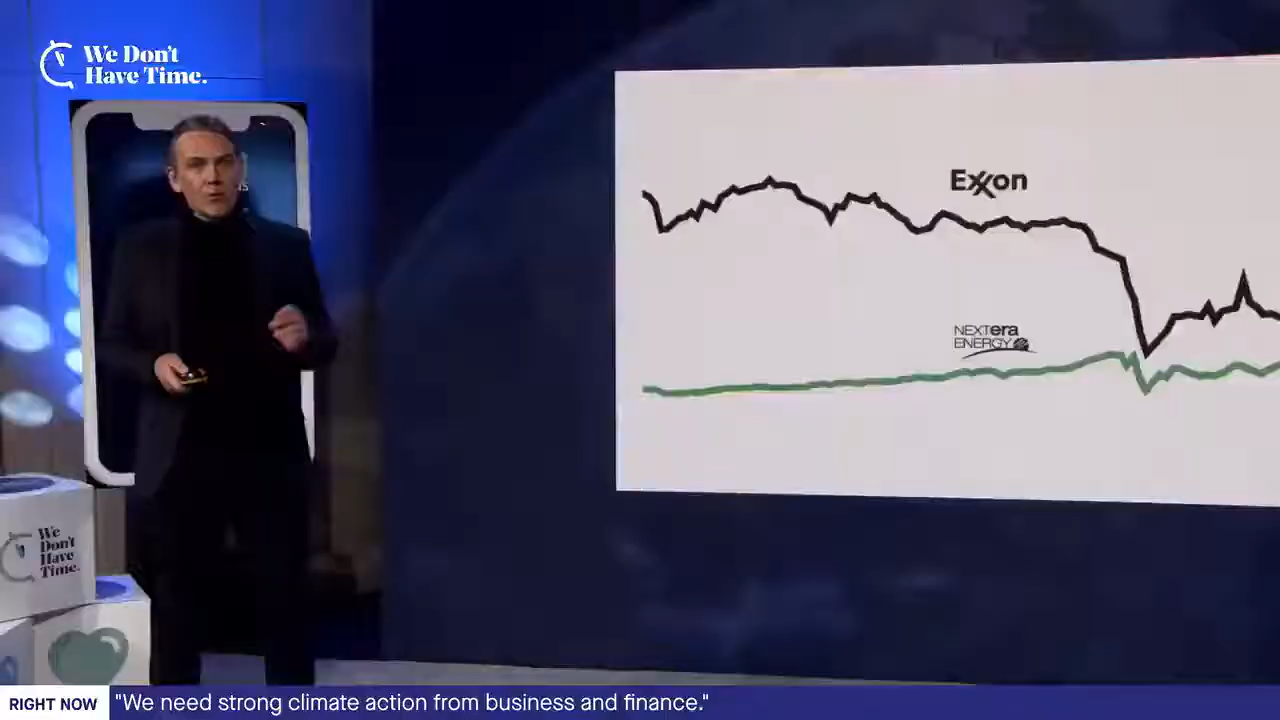 We Don't
Have Time.
Exxon
NEXTera
ENERGY
We
Don't
Have
Time.
RIGHT NOW
"We need strong climate action from business and finance."